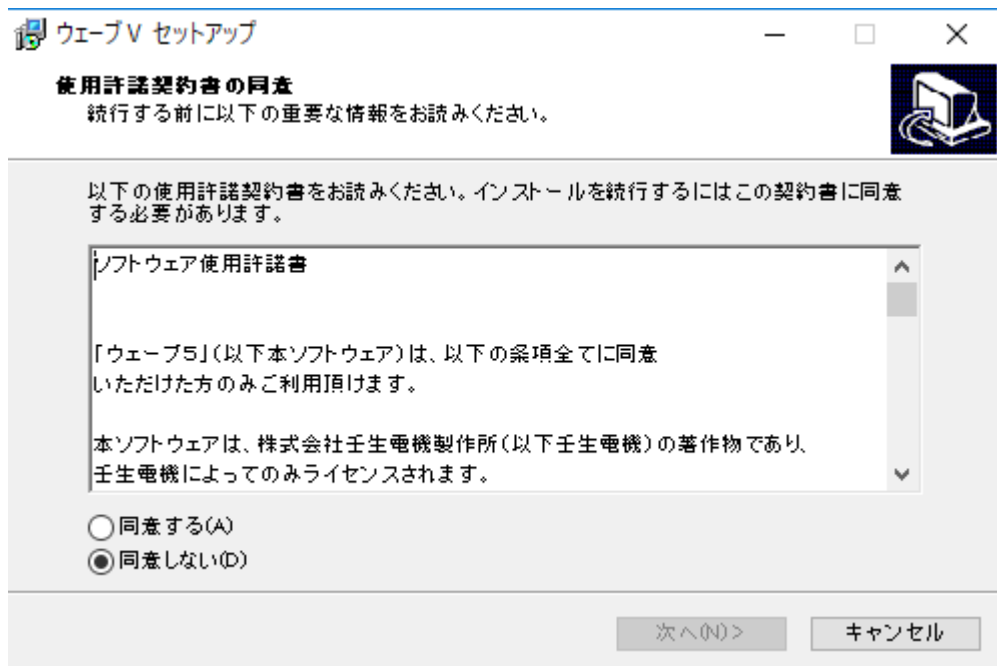 ウェーブV セットアップ
使用許諾契約書の同意
続行する前に以下の重要な情報をお読みください。
以下の使用許諾契約書をお読みください。インストールを続行するにはこの契約書に同意
する必要があります。
ソフトウェア使用許諾書
「ウェーブ5」(以下本ソフトウェア)は、以下の条項全てに同意
いただけた方のみご利用頂けます。
本ソフトウェアは、株式会社壬生電機製作所(以下壬生電機)の著作物であり、
壬生電機によってのみライセンスされます。
同意する(A)
同意しない(D)
次へ(N)>
キャンセル